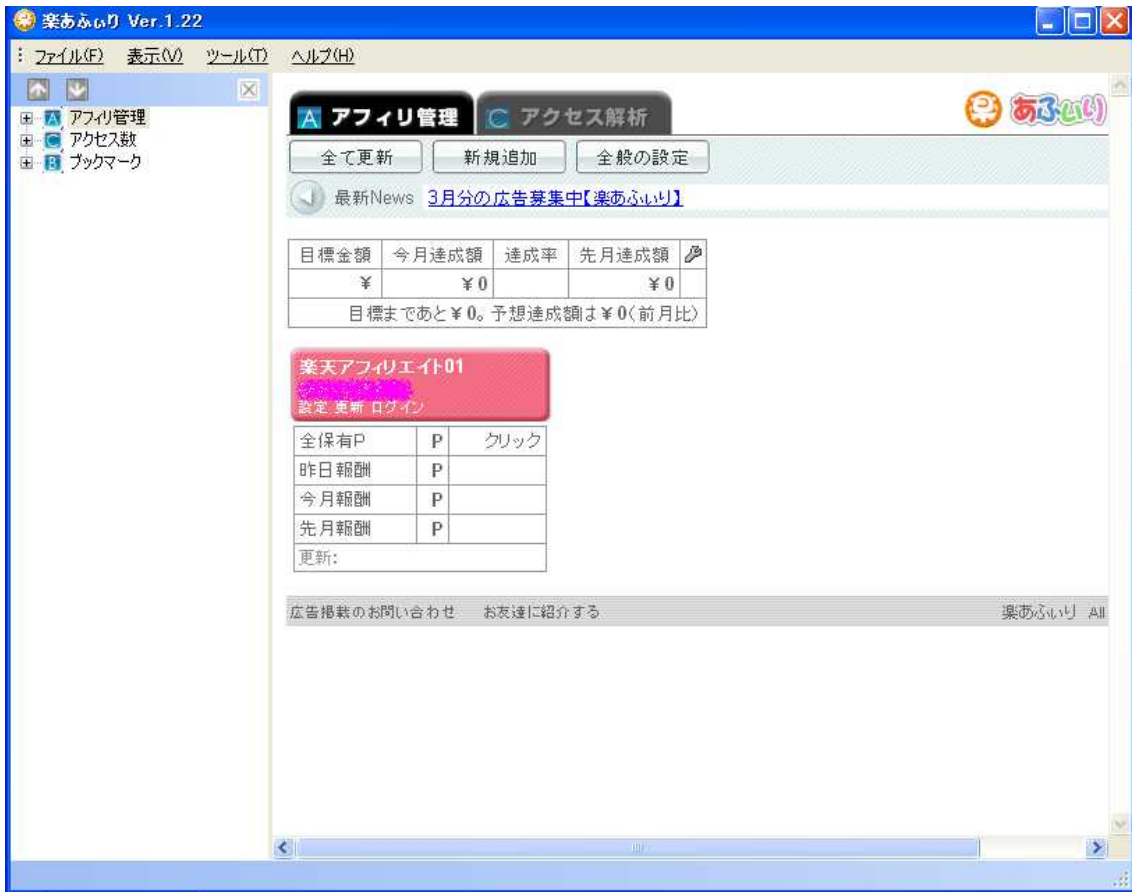 楽あふぃり Ver.1.22
ファイル(F) 表示(V) ツール(T) ヘルプ(H)
アフィリ管理
アクセス数
ブックマーク
A アフィリ管理 C アクセス解析
あふぃり
全て更新 新規追加 全般の設定
最新News 3月分の広告募集中【楽あふぃり】
目標金額 今月達成額 達成率 先月達成額
¥ ¥0 ¥0
目標まであと¥0。予想達成額は¥0(前月比)
楽天アフィリエイト01
設定 更新 ログイン
全保有P P クリック
昨日報酬 P
今月報酬 P
先月報酬 P
更新:
広告掲載のお問い合わせ お友達に紹介する 楽あふぃり All